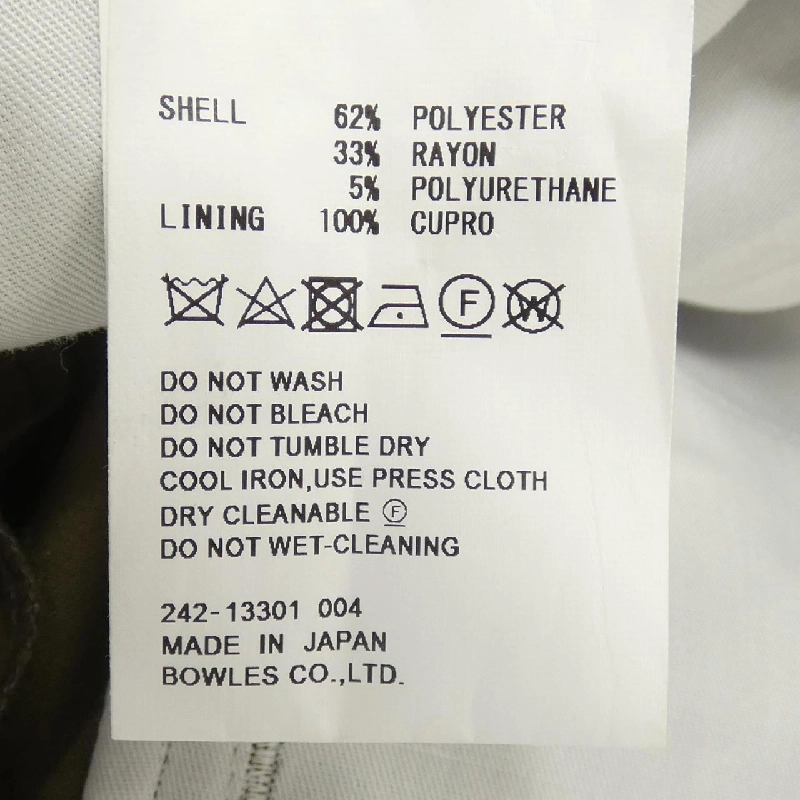 SHELL 62% POLYESTER
33% RAYON
5% POLYURETHANE
LINING 100% CUPRO
F W
DO NOT WASH
DO NOT BLEACH
DO NOT TUMBLE DRY
COOL IRON,USE PRESS CLOTH
DRY CLEANABLE Ⓕ
DO NOT WET-CLEANING
242-13301 004
MADE IN JAPAN
BOWLES CO.,LTD.